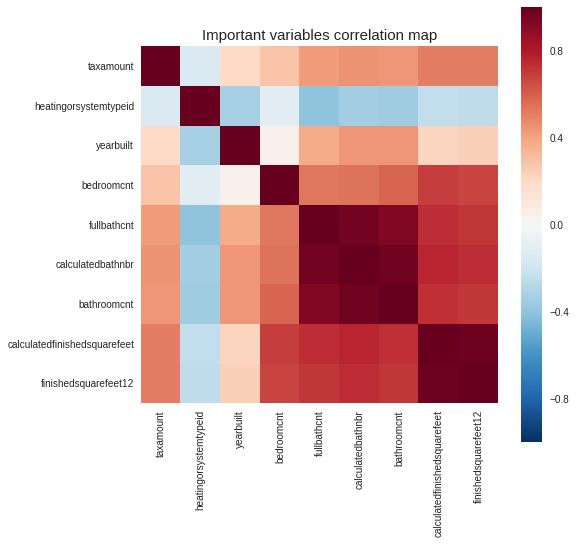 Important variables correlation map
taxamount
heatingorsystemtypeid
yearbuilt
bedroomcnt
fullbathcnt
calculatedbathnbr
bathroomcnt
calculatedfinishedsquarefeet
finishedsquarefeet12
taxamount
heatingorsystemtypeid
yearbuilt
bedroomcnt
fullbathcnt
calculatedbathnbr
bathroomcnt
calculatedfinishedsquarefeet
finishedsquarefeet12
0.8
0.4
0.0
−0.4
−0.8